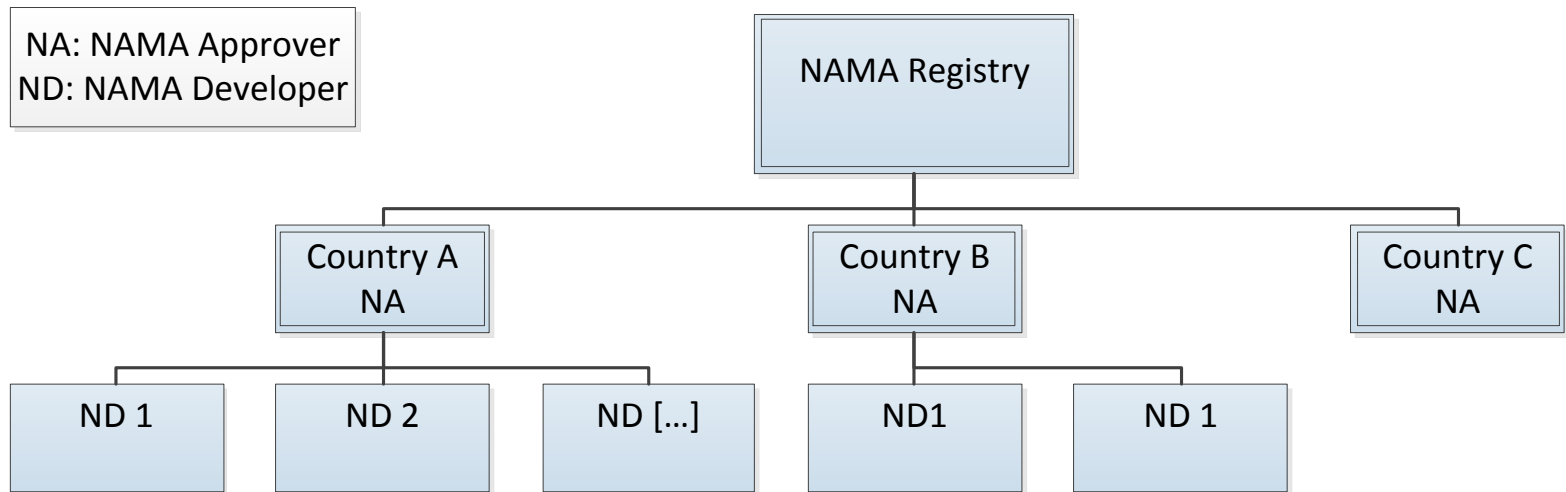 NA: NAMA Approver
ND: NAMA Developer
NAMA Registry
Country A
NA
Country B
NA
Country C
NA
ND 1
ND 2
ND [...]
ND1
ND 1